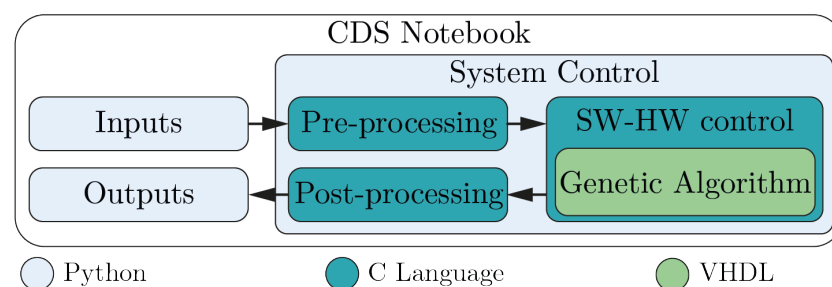 CDS Notebook
System Control
Inputs
Pre-processing
SW-HW control
Outputs
Post-processing
Genetic Algorithm
Python
C Language
VHDL